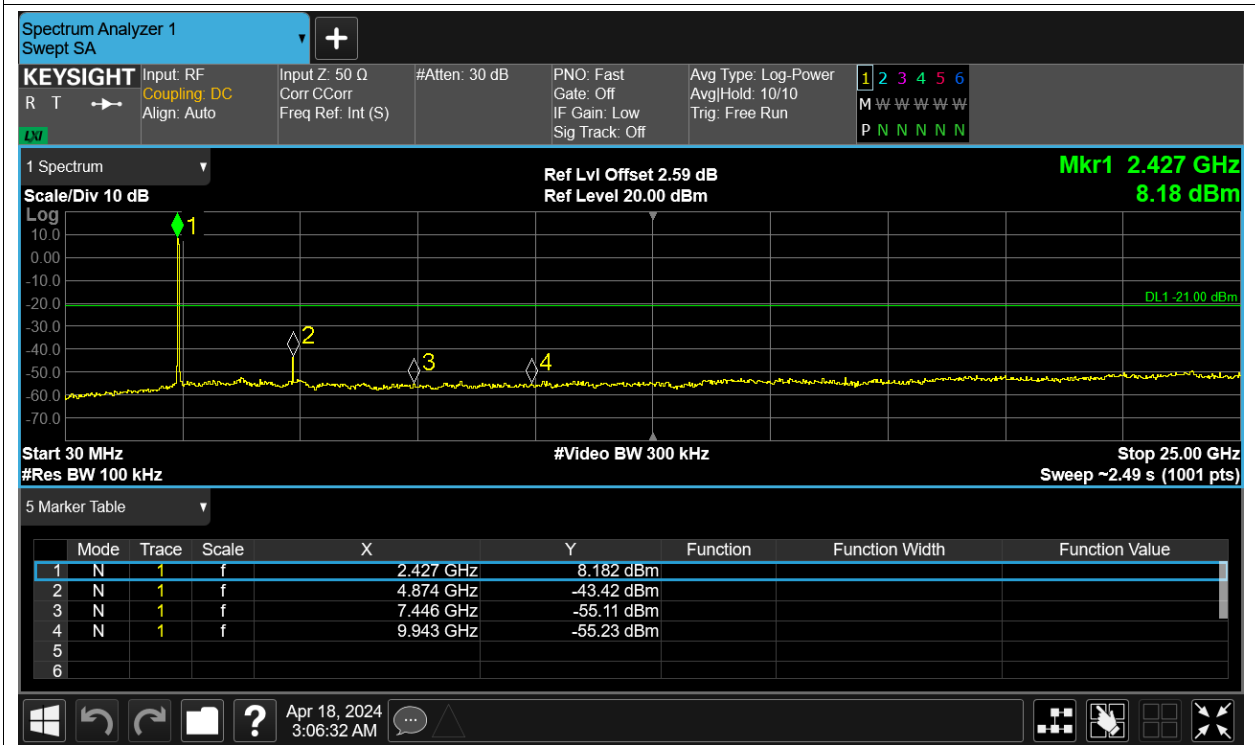 Spectrum Analyzer 1
Swept SA
KEYSIGHT
R T
LXI
Input: RF
Coupling: DC
Align: Auto
Input Z: 50 Ω
Corr CCorr
Freq Ref: Int (S)
#Atten: 30 dB
PNO: Fast
Gate: Off
IF Gain: Low
Sig Track: Off
Avg Type: Log-Power
Avg|Hold: 10/10
Trig: Free Run
1 2 3 4 5 6
M W W W W W
P N N N N N
1 Spectrum
Scale/Div 10 dB
Ref Lvl Offset 2.59 dB
Ref Level 20.00 dBm
Mkr1 2.427 GHz
8.18 dBm
Log
10.0
0.00
-10.0
-20.0
-30.0
-40.0
-50.0
-60.0
-70.0
1
2
3
4
DL1 -21.00 dBm
Start 30 MHz
#Video BW 300 kHz
Stop 25.00 GHz
#Res BW 100 kHz
Sweep ~2.49 s (1001 pts)
5 Marker Table
Mode Trace Scale X Y Function Function Width Function Value
1 N 1 f 2.427 GHz 8.182 dBm
2 N 1 f 4.874 GHz -43.42 dBm
3 N 1 f 7.446 GHz -55.11 dBm
4 N 1 f 9.943 GHz -55.23 dBm
5
6
?
Apr 18, 2024
3:06:32 AM